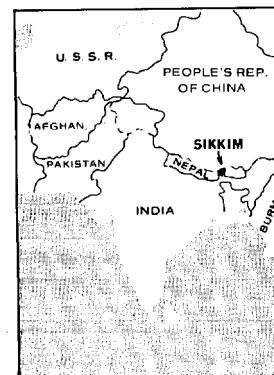 U. S. S. R.
PEOPLE'S REP.
OF CHINA
AFGHAN.
PAKISTAN
SIKKIM
NEPAL
INDIA
BURM